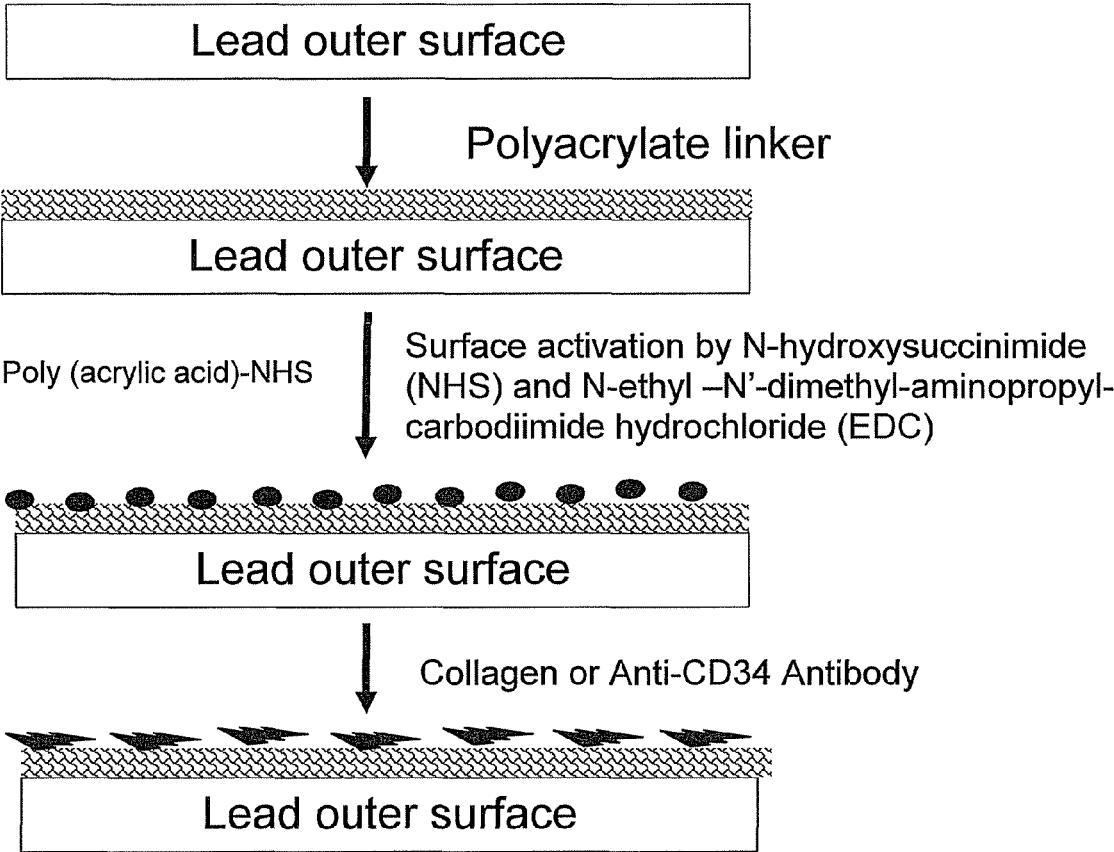 Lead outer surface
Polyacrylate linker
Lead outer surface
Poly (acrylic acid)-NHS
Surface activation by N-hydroxysuccinimide
(NHS) and N-ethyl –N'-dimethyl-aminopropyl-
carbodiimide hydrochloride (EDC)
Lead outer surface
Collagen or Anti-CD34 Antibody
Lead outer surface